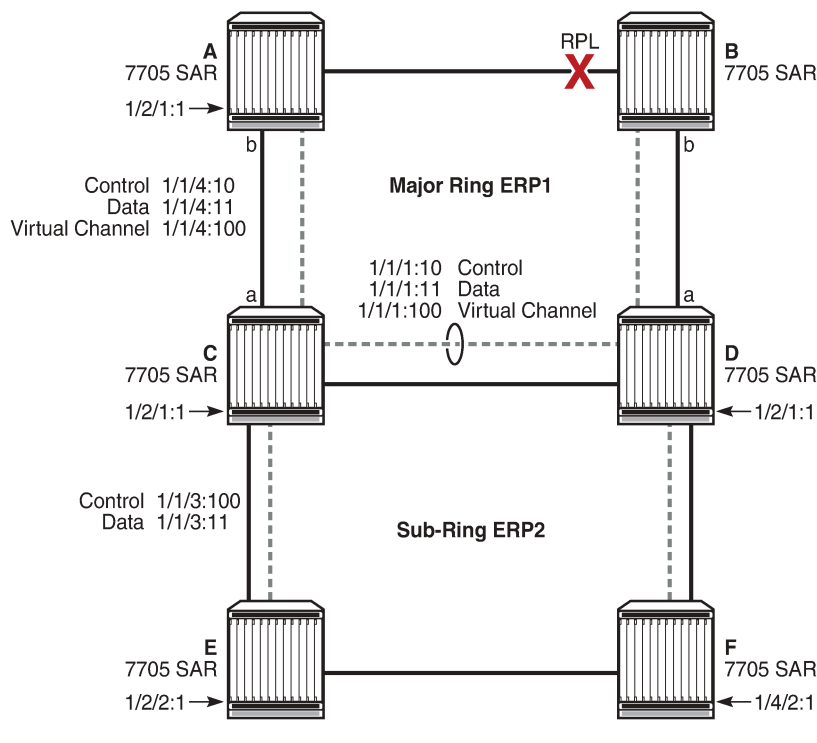 RPL
A
7705 SAR
1/2/1:1
B
7705 SAR
b
b
Control 1/1/4:10
Data 1/1/4:11
Virtual Channel 1/1/4:100
Major Ring ERP1
1/1/1:10 Control
1/1/1:11 Data
1/1/1:100 Virtual Channel
a
a
C
7705 SAR
1/2/1:1
D
7705 SAR
1/2/1:1
Control 1/1/3:100
Data 1/1/3:11
Sub-Ring ERP2
E
7705 SAR
1/2/2:1
F
7705 SAR
1/4/2:1